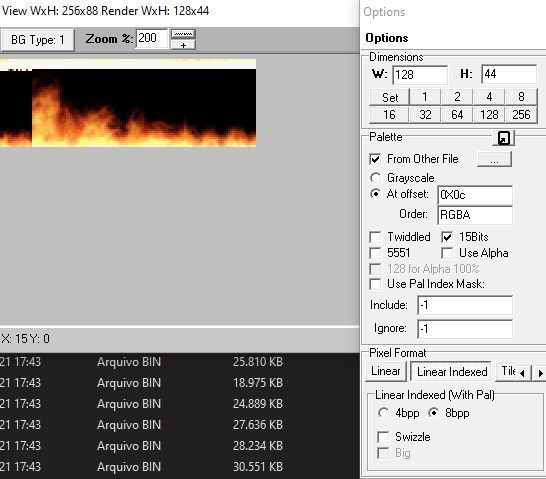 View WxH: 256x88 Render WxH: 128x44
BG Type: 1 Zoom %: 200
+
X: 15 Y: 0
21 17:43 Arquivo BIN 25.810 KB
21 17:43 Arquivo BIN 18.975 KB
21 17:43 Arquivo BIN 24.889 KB
21 17:43 Arquivo BIN 27.636 KB
21 17:43 Arquivo BIN 28.234 KB
21 17:43 Arquivo BIN 30.551 KB
Options
Options
Dimensions
W: 128 H: 44
Set 1 2 4 8
16 32 64 128 256
Palette
From Other File ...
Grayscale
At offset: 0X0c
Order: RGBA
Twiddled 15Bits
5551 Use Alpha
128 for Alpha 100%
Use Pal Index Mask:
Include: -1
Ignore: -1
Pixel Format
Linear Linear Indexed Tile
Linear Indexed (With Pal)
4bpp 8bpp
Swizzle
Big